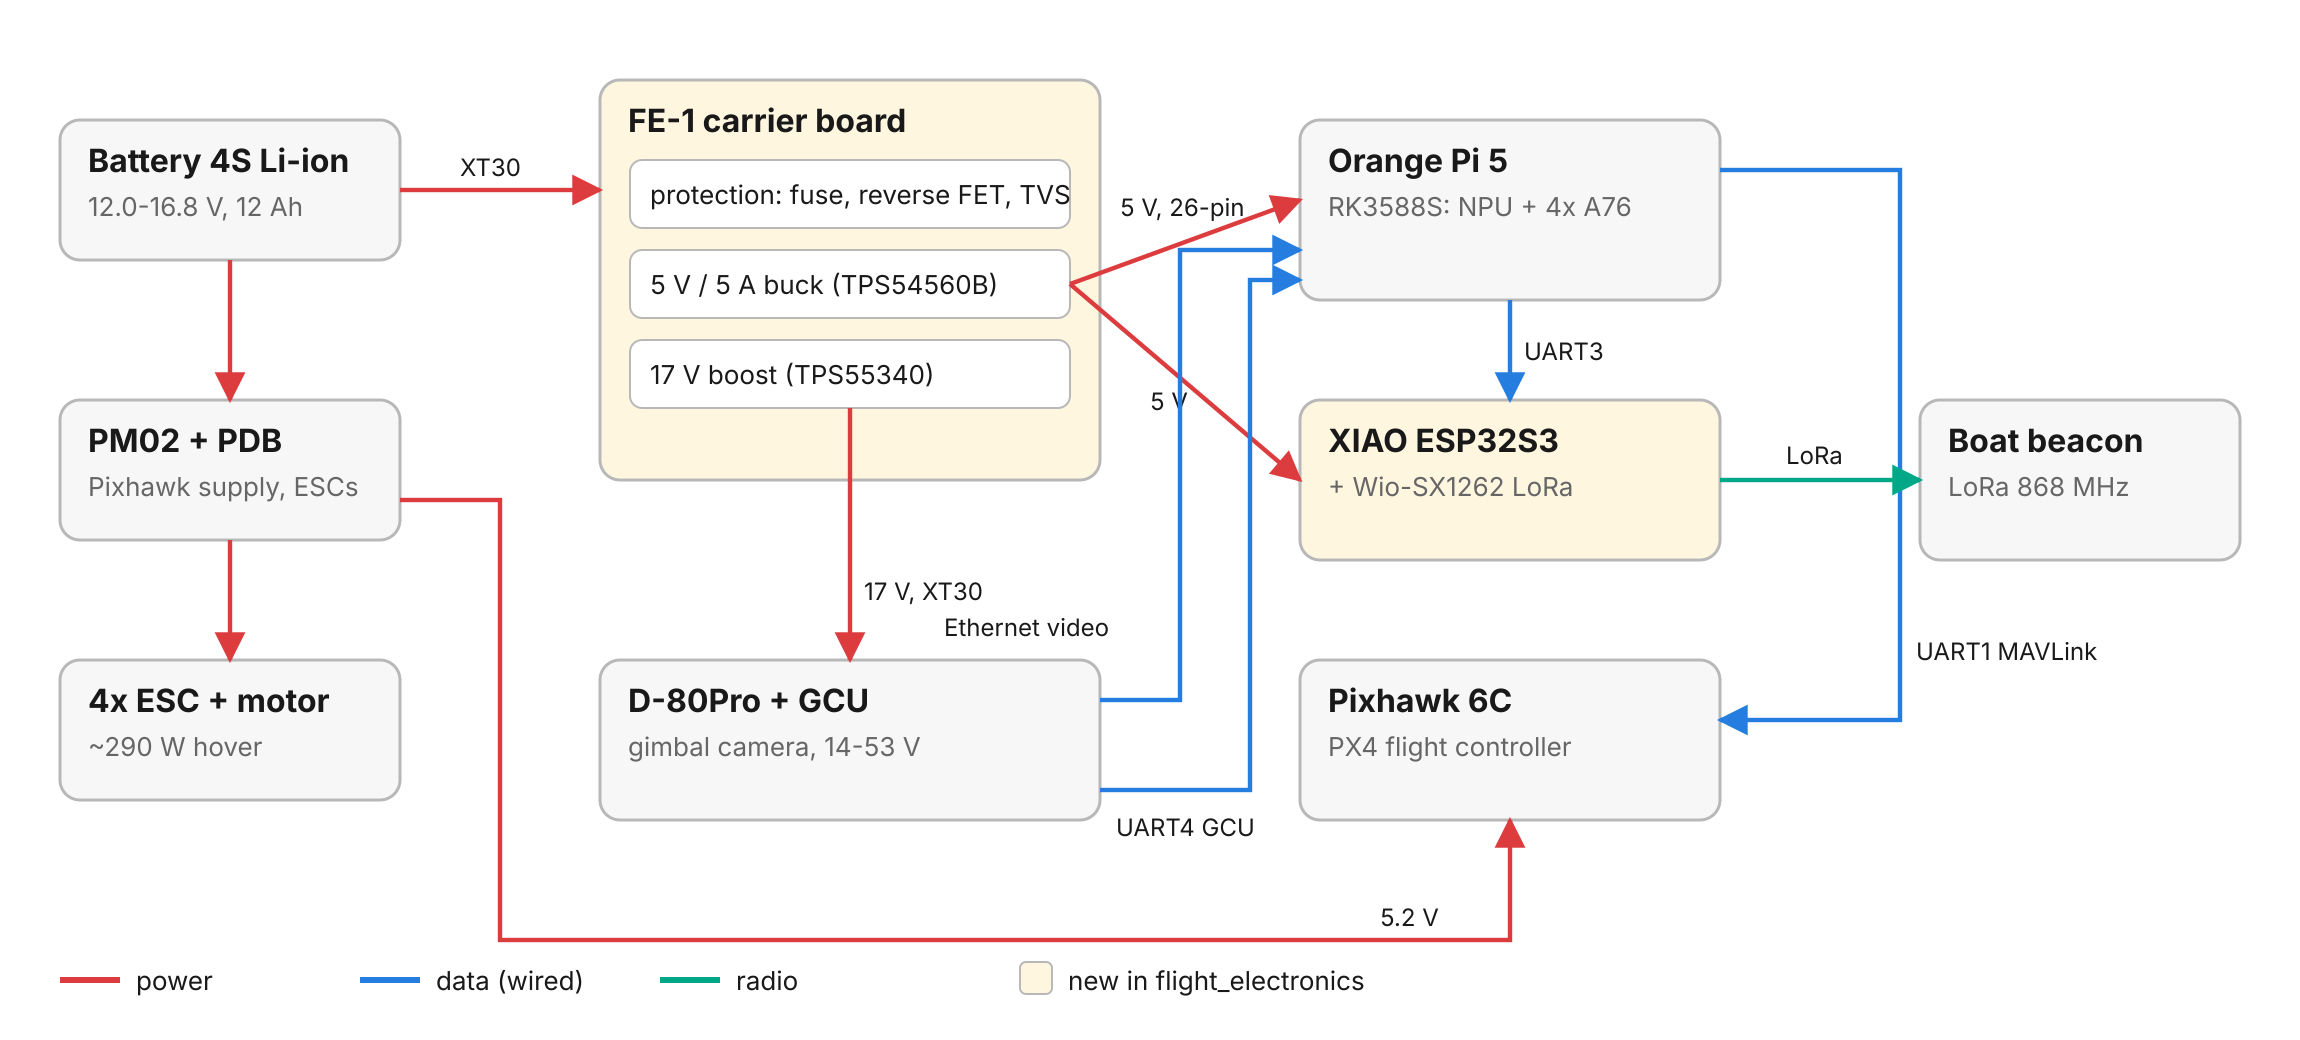 Battery 4S Li-ion
12.0-16.8 V, 12 Ah
XT30
FE-1 carrier board
protection: fuse, reverse FET, TVS
5 V / 5 A buck (TPS54560B)
17 V boost (TPS55340)
5 V, 26-pin
Orange Pi 5
RK3588S: NPU + 4x A76
UART3
5 V
PM02 + PDB
Pixhawk supply, ESCs
XIAO ESP32S3
+ Wio-SX1262 LoRa
LoRa
Boat beacon
LoRa 868 MHz
17 V, XT30
Ethernet video
UART1 MAVLink
4x ESC + motor
~290 W hover
D-80Pro + GCU
gimbal camera, 14-53 V
Pixhawk 6C
PX4 flight controller
UART4 GCU
5.2 V
power
data (wired)
radio
new in flight_electronics